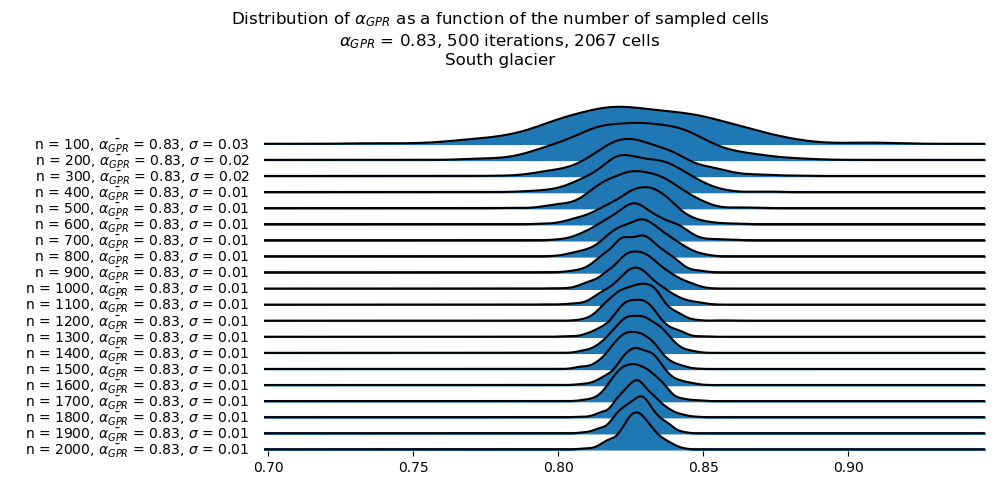 Distribution of α_GPR as a function of the number of sampled cells
α_GPR = 0.83, 500 iterations, 2067 cells
South glacier
n = 100, ᾱ_GPR = 0.83, σ = 0.03
n = 200, ᾱ_GPR = 0.83, σ = 0.02
n = 300, ᾱ_GPR = 0.83, σ = 0.02
n = 400, ᾱ_GPR = 0.83, σ = 0.01
n = 500, ᾱ_GPR = 0.83, σ = 0.01
n = 600, ᾱ_GPR = 0.83, σ = 0.01
n = 700, ᾱ_GPR = 0.83, σ = 0.01
n = 800, ᾱ_GPR = 0.83, σ = 0.01
n = 900, ᾱ_GPR = 0.83, σ = 0.01
n = 1000, ᾱ_GPR = 0.83, σ = 0.01
n = 1100, ᾱ_GPR = 0.83, σ = 0.01
n = 1200, ᾱ_GPR = 0.83, σ = 0.01
n = 1300, ᾱ_GPR = 0.83, σ = 0.01
n = 1400, ᾱ_GPR = 0.83, σ = 0.01
n = 1500, ᾱ_GPR = 0.83, σ = 0.01
n = 1600, ᾱ_GPR = 0.83, σ = 0.01
n = 1700, ᾱ_GPR = 0.83, σ = 0.01
n = 1800, ᾱ_GPR = 0.83, σ = 0.01
n = 1900, ᾱ_GPR = 0.83, σ = 0.01
n = 2000, ᾱ_GPR = 0.83, σ = 0.01
0.70 0.75 0.80 0.85 0.90